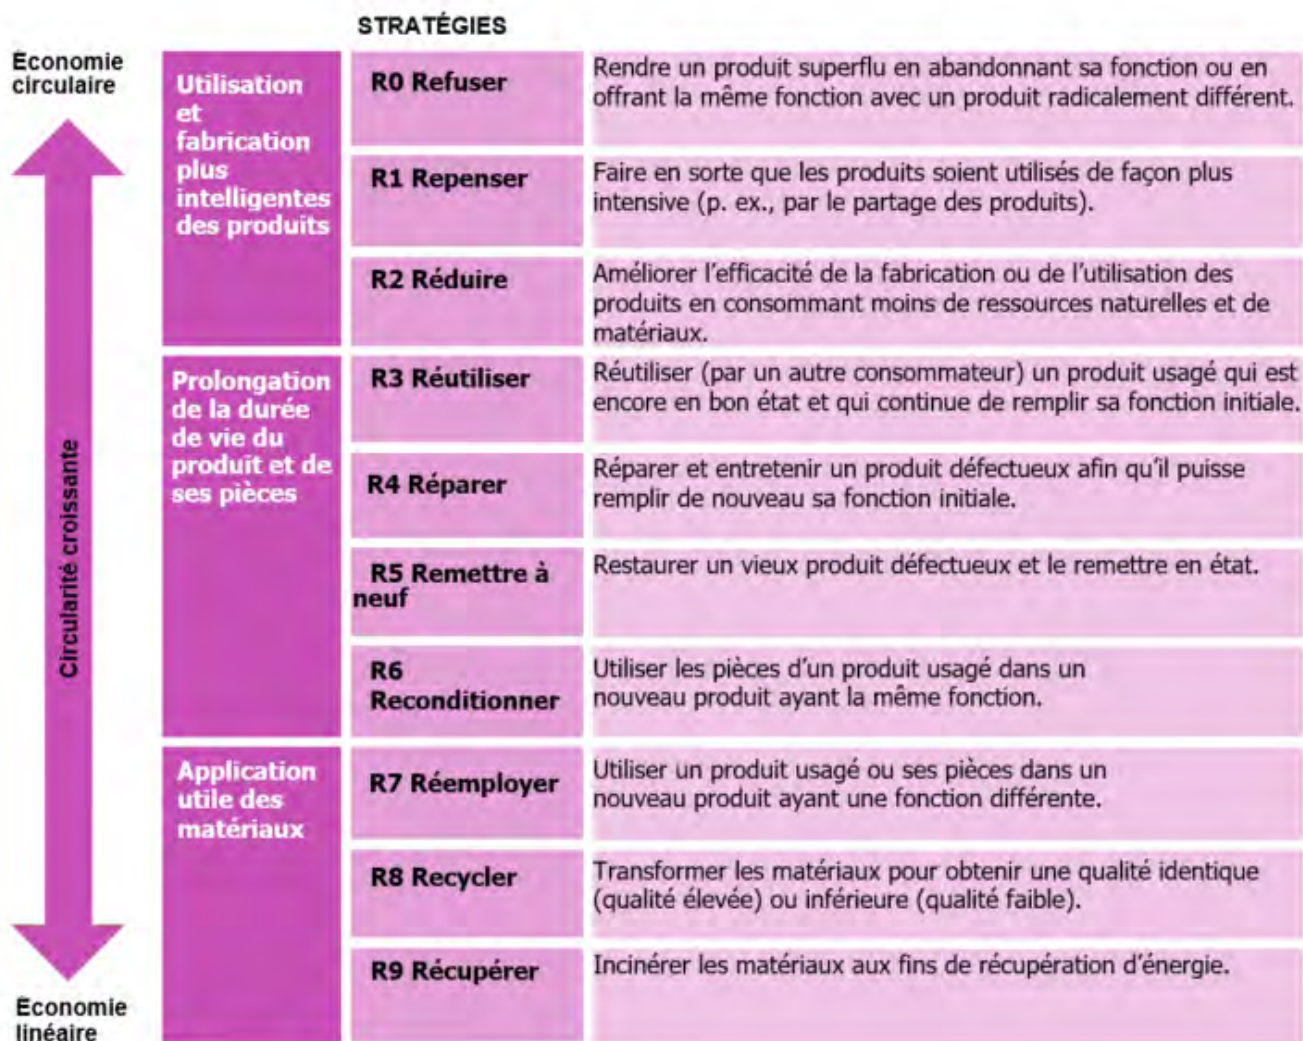 STRATÉGIES
Économie
circulaire
Circularité croissante
Économie
linéaire
Utilisation
et
fabrication
plus
intelligentes
des produits
R0 Refuser
Rendre un produit superflu en abandonnant sa fonction ou en
offrant la même fonction avec un produit radicalement différent.
R1 Repenser
Faire en sorte que les produits soient utilisés de façon plus
intensive (p. ex., par le partage des produits).
R2 Réduire
Améliorer l'efficacité de la fabrication ou de l'utilisation des
produits en consommant moins de ressources naturelles et de
matériaux.
Prolongation
de la durée
de vie du
produit et de
ses pièces
R3 Réutiliser
Réutiliser (par un autre consommateur) un produit usagé qui est
encore en bon état et qui continue de remplir sa fonction initiale.
R4 Réparer
Réparer et entretenir un produit défectueux afin qu'il puisse
remplir de nouveau sa fonction initiale.
R5 Remettre à
neuf
Restaurer un vieux produit défectueux et le remettre en état.
R6
Reconditionner
Utiliser les pièces d'un produit usagé dans un
nouveau produit ayant la même fonction.
Application
utile des
matériaux
R7 Réemployer
Utiliser un produit usagé ou ses pièces dans un
nouveau produit ayant une fonction différente.
R8 Recycler
Transformer les matériaux pour obtenir une qualité identique
(qualité élevée) ou inférieure (qualité faible).
R9 Récupérer
Incinérer les matériaux aux fins de récupération d'énergie.